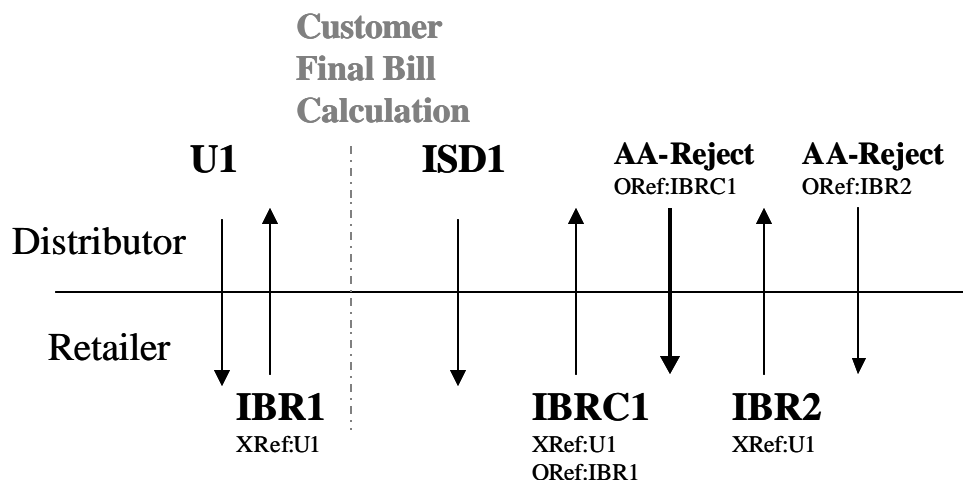 Customer
Final Bill
Calculation
U1
ISD1
AA-Reject
ORef:IBRC1
AA-Reject
ORef:IBR2
Distributor
Retailer
IBR1
XRef:U1
IBRC1
XRef:U1
ORef:IBR1
IBR2
XRef:U1